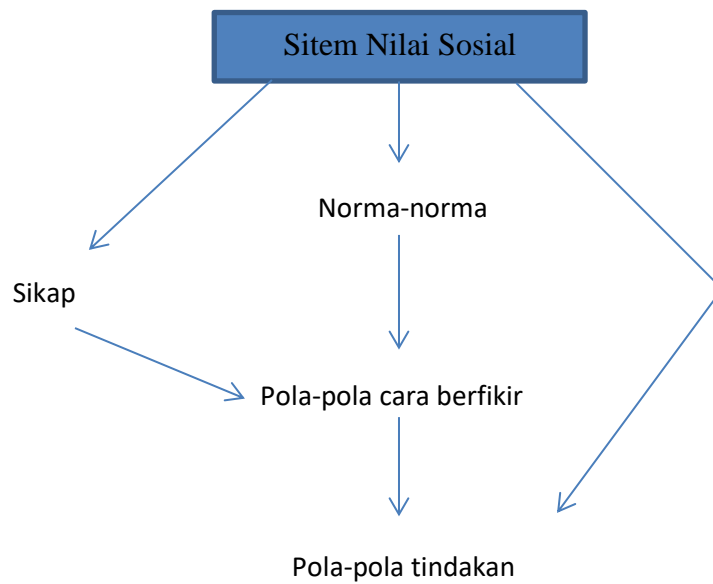 Sitem Nilai Sosial
Norma-norma
Sikap
Pola-pola cara berfikir
Pola-pola tindakan